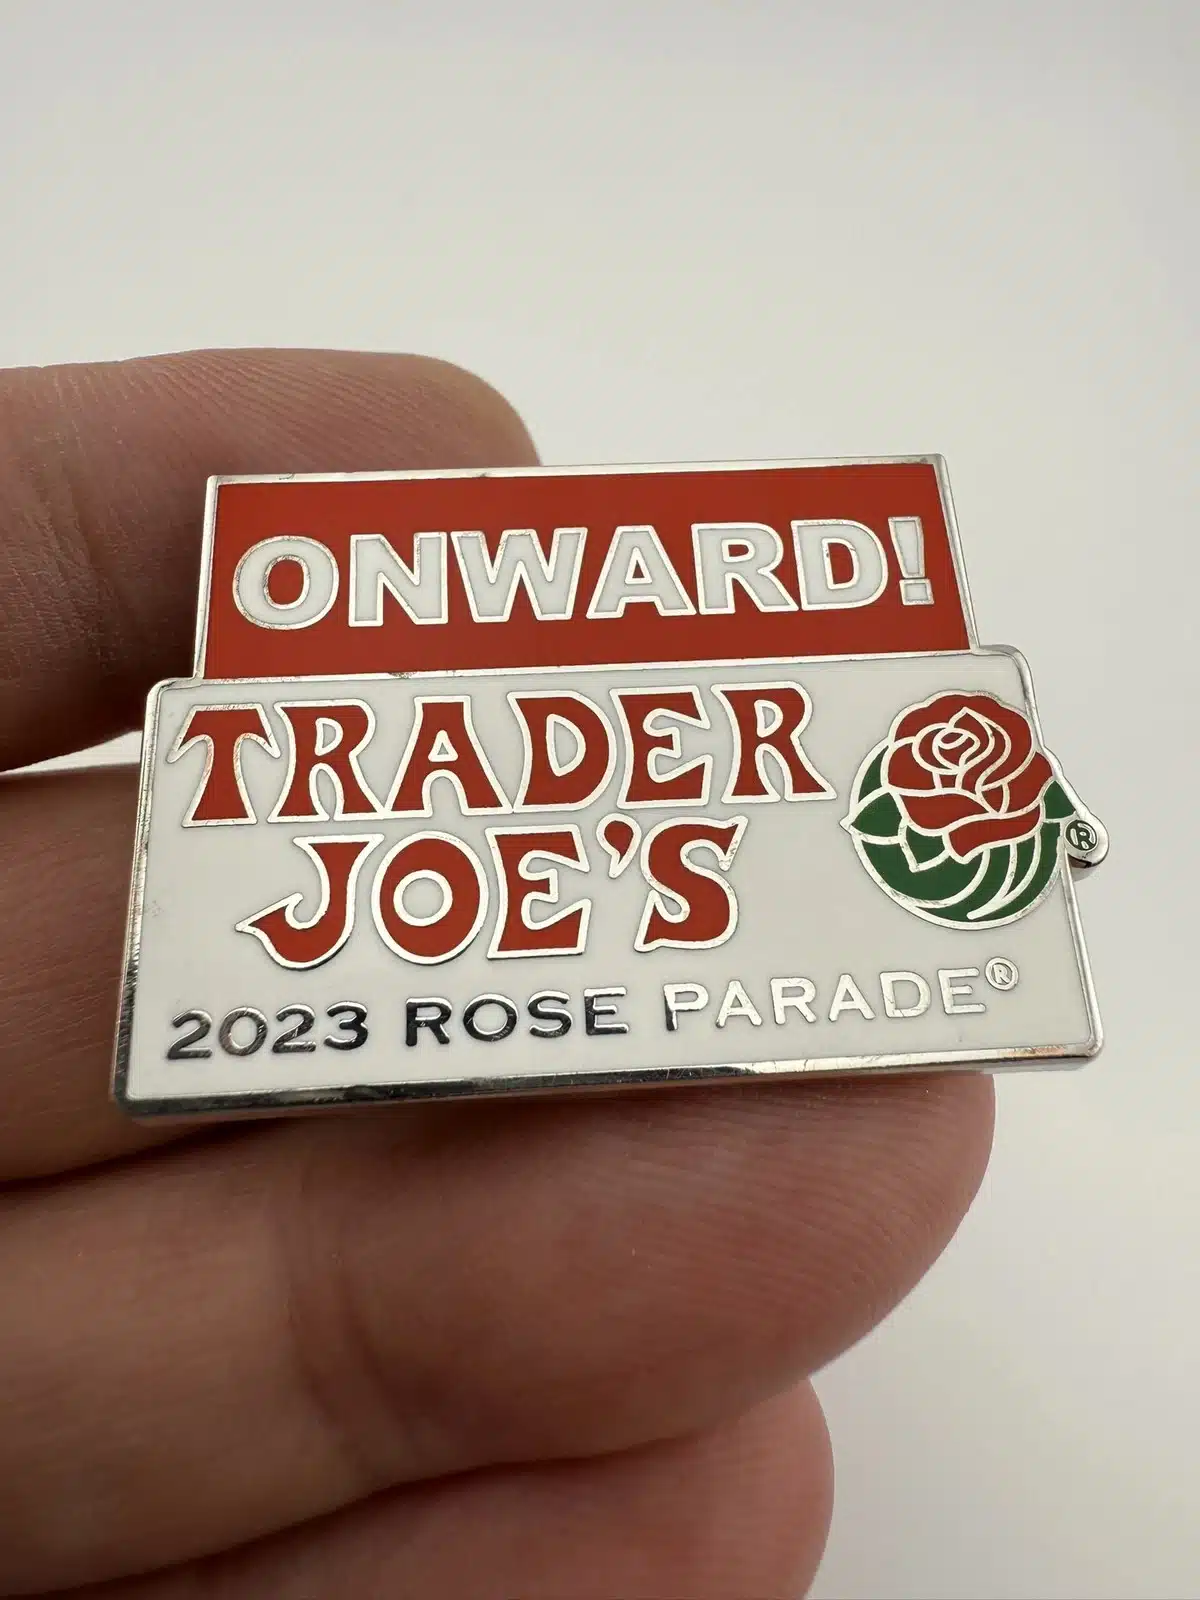 ONWARD!
TRADER
JOE'S
®
2023 ROSE PARADE®